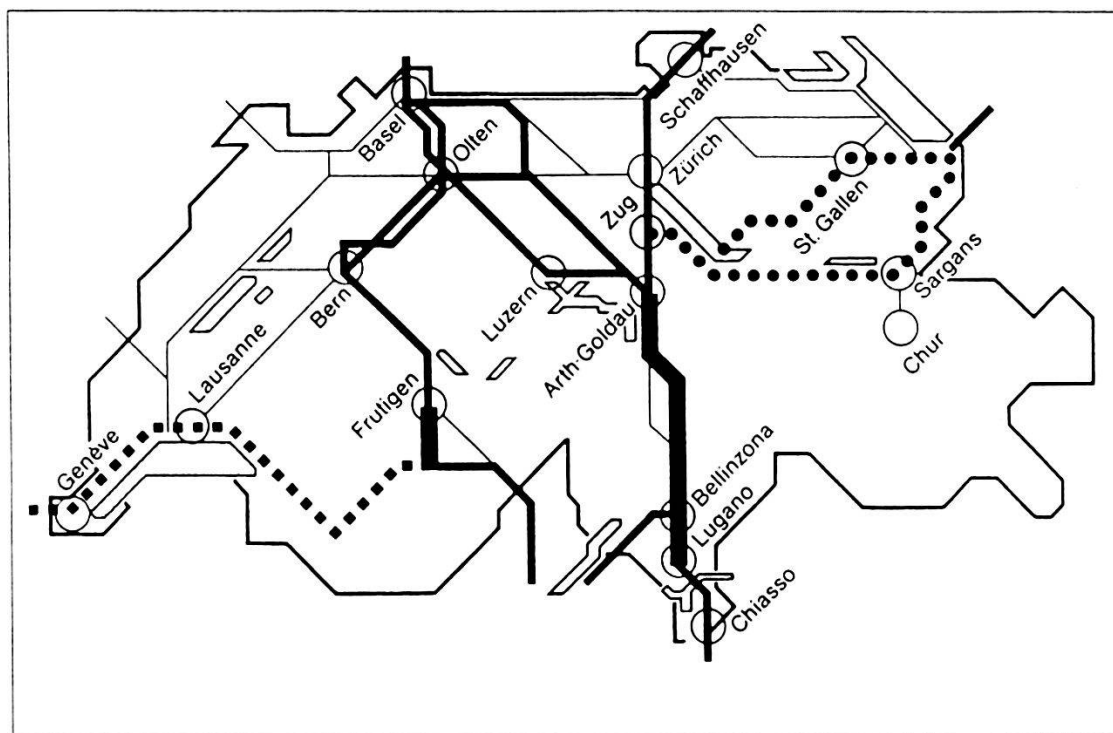 Schaffhausen
Basel
Olten
Zürich
Zug
St. Gallen
Sargans
Bern
Luzern
Arth-Goldau
Chur
Lausanne
Frutigen
Genève
Bellinzona
Lugano
Chiasso